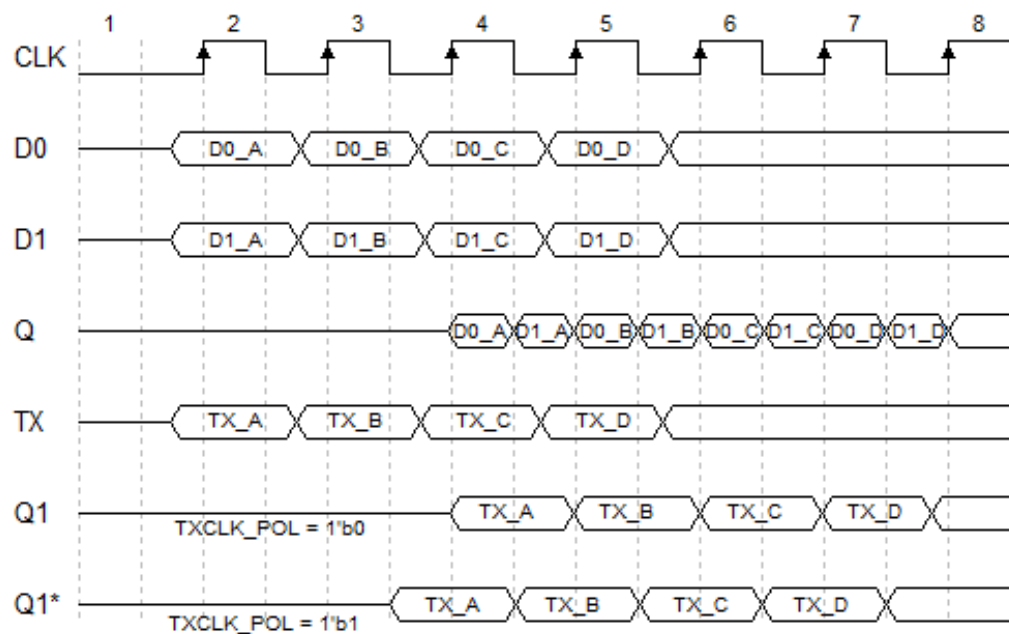 1 2 3 4 5 6 7 8
CLK
D0 D0_A D0_B D0_C D0_D
D1 D1_A D1_B D1_C D1_D
Q D0_A D1_A D0_B D1_B D0_C D1_C D0_D D1_D
TX TX_A TX_B TX_C TX_D
Q1 TX_A TX_B TX_C TX_D
TXCLK_POL = 1'b0
Q1* TX_A TX_B TX_C TX_D
TXCLK_POL = 1'b1